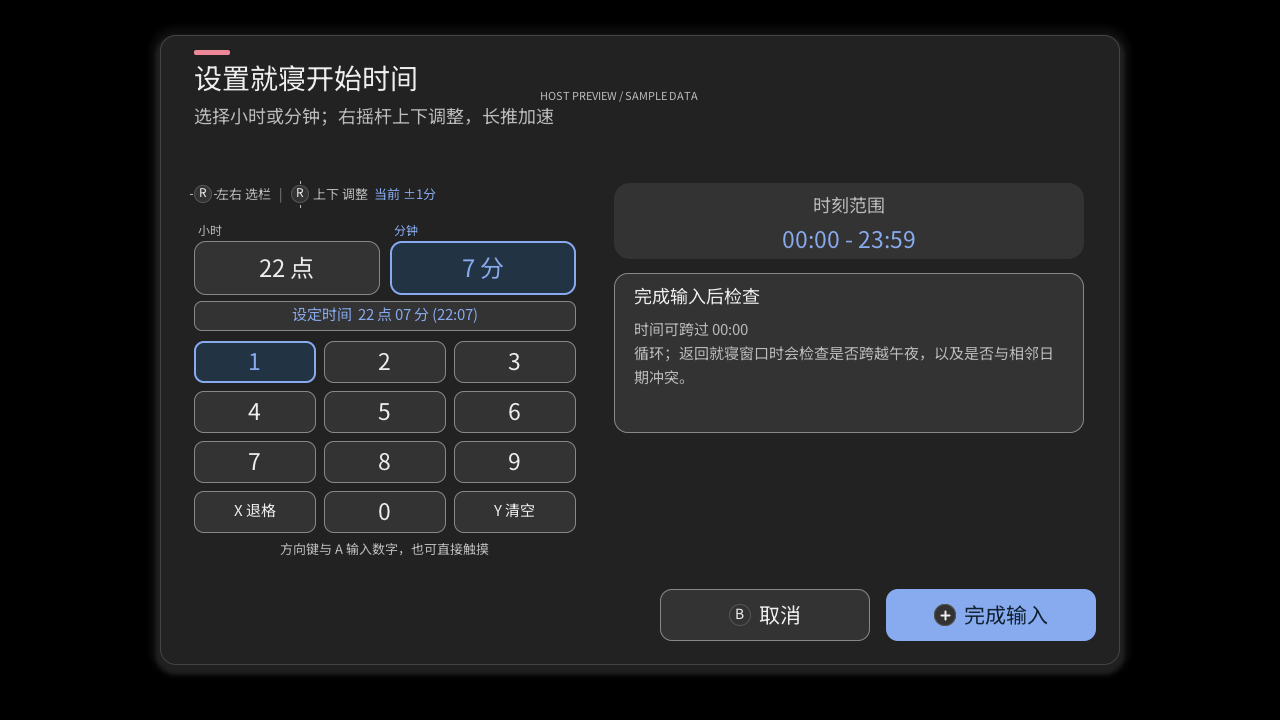 设置就寝开始时间
HOST PREVIEW / SAMPLE DATA
选择小时或分钟；右摇杆上下调整，长推加速
R 左右 选栏 | R 上下 调整 当前 ±1分
小时 分钟
22 点 7 分
设定时间 22 点 07 分 (22:07)
1 2 3
4 5 6
7 8 9
X 退格 0 Y 清空
方向键与 A 输入数字，也可直接触摸
时刻范围
00:00 - 23:59
完成输入后检查
时间可跨过 00:00
循环；返回就寝窗口时会检查是否跨越午夜，以及是否与相邻日
期冲突。
B 取消
+ 完成输入